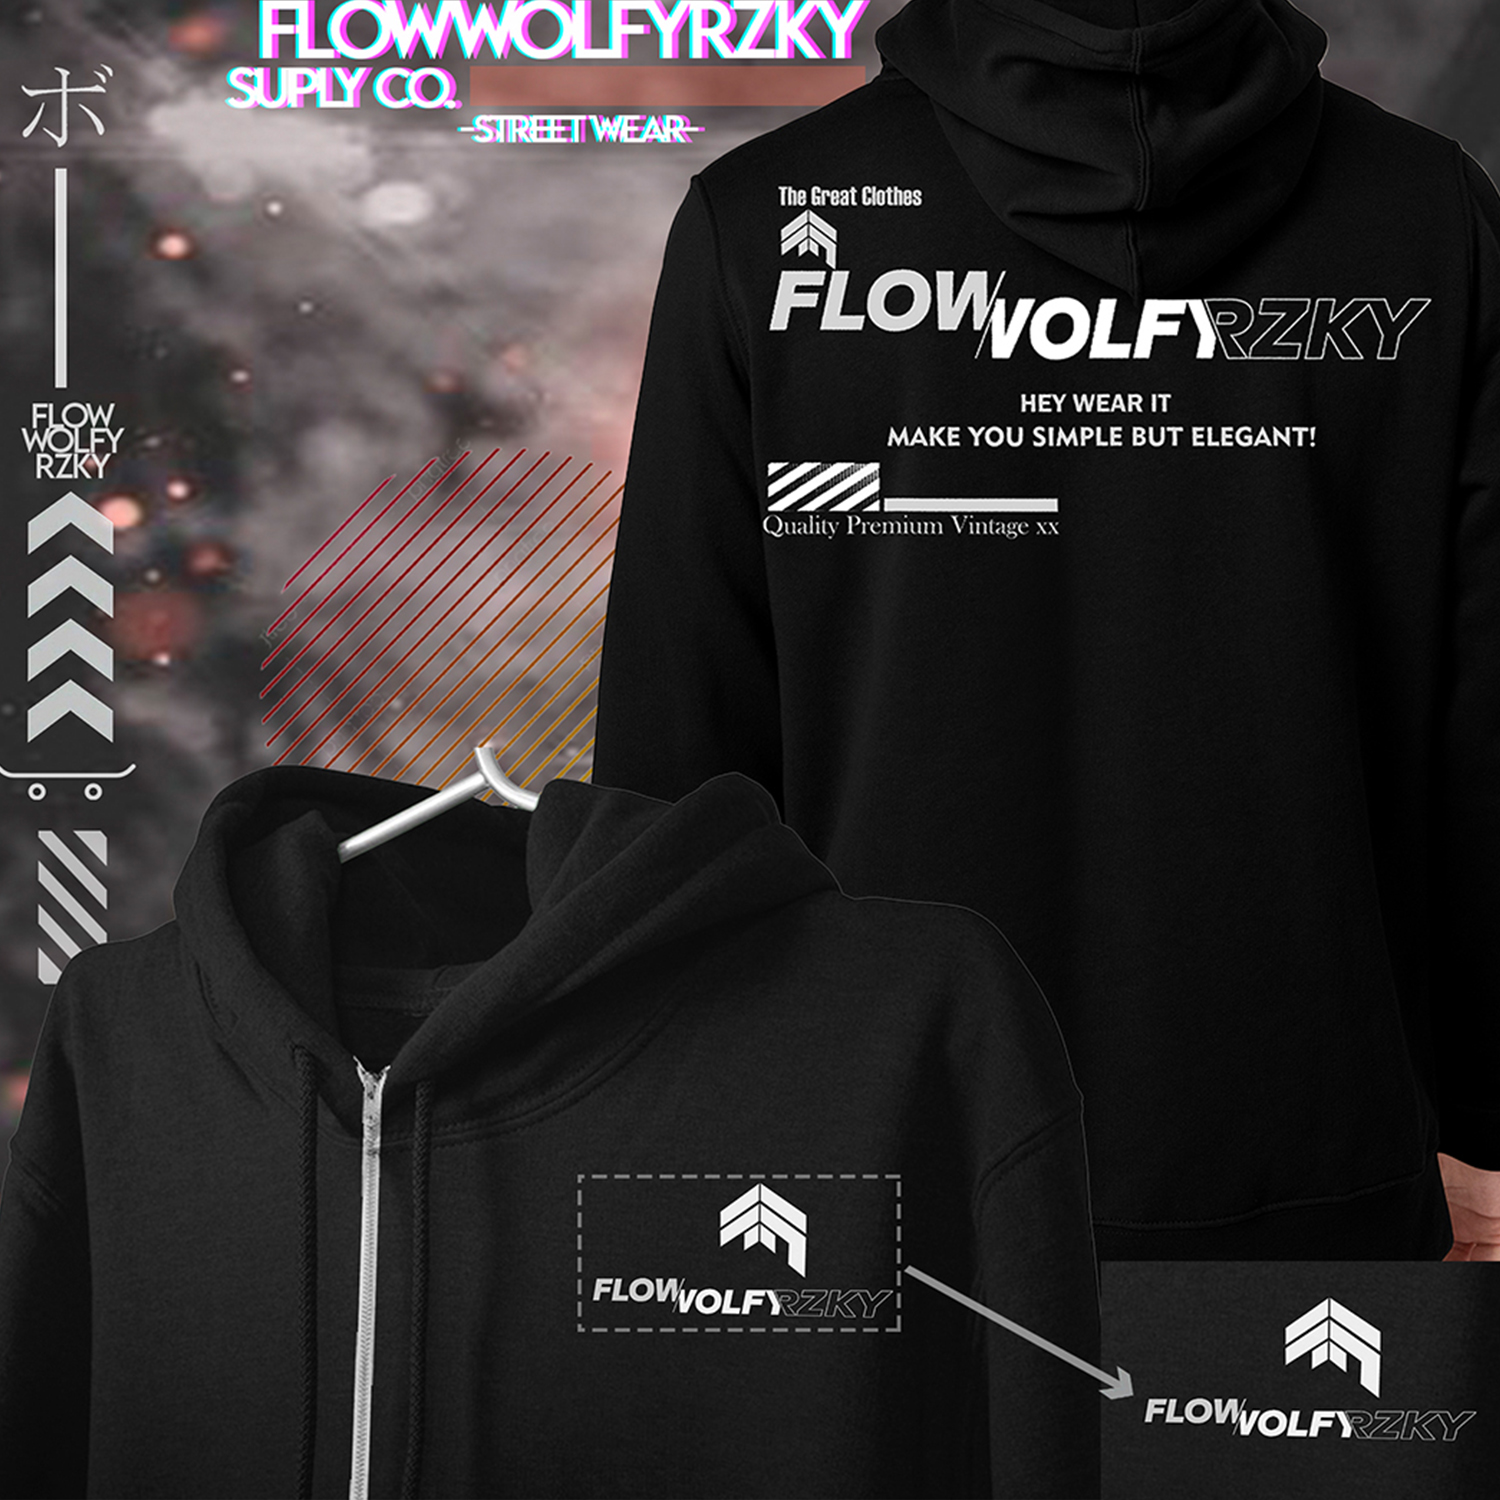 FLOWWOLFYRZKY
SUPLY CO.
-STREET WEAR-
ボ
FLOW
WOLFY
RZKY
The Great Clothes
FLOWWOLFYRZKY
HEY WEAR IT
MAKE YOU SIMPLE BUT ELEGANT!
Quality Premium Vintage xx
FLOWWOLFYRZKY
FLOWWOLFYRZKY